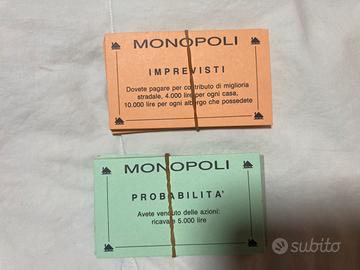 MONOPOLI
IMPREVISTI
Dovete pagare per contributo di miglioria
stradale, 4.000 lire per ogni casa,
10.000 lire per ogni albergo che possedete
MONOPOLI
PROBABILITA'
Avete venduto delle azioni:
ricavate 5.000 lire
subito